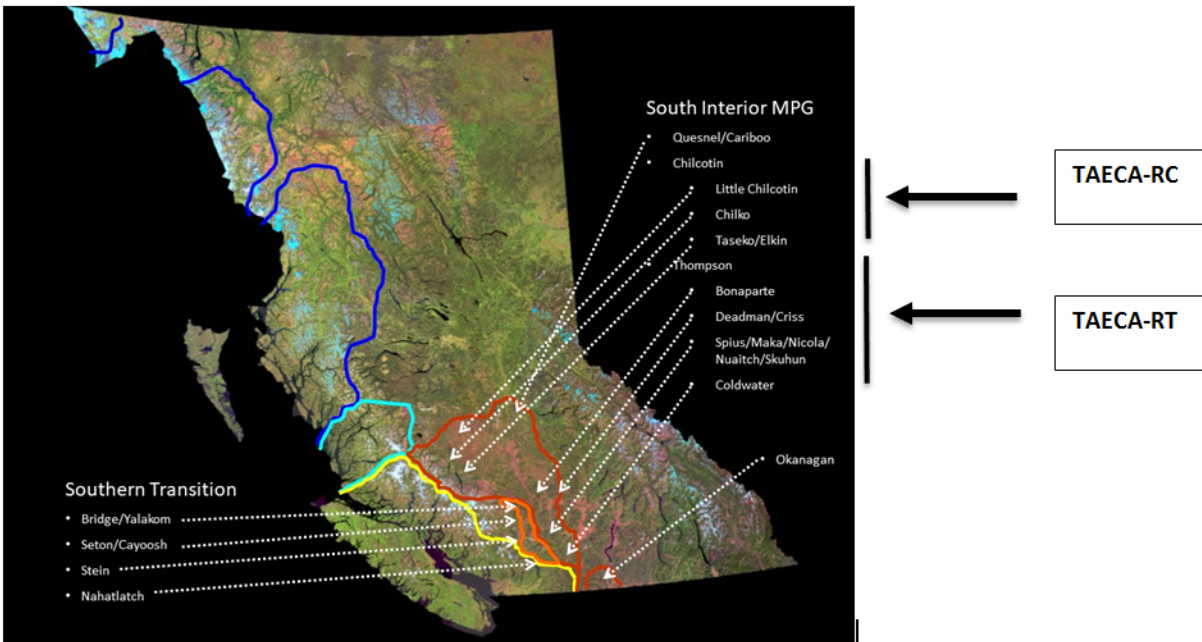 South Interior MPG
• Quesnel/Cariboo
• Chilcotin
• Little Chilcotin
• Chilko
• Taseko/Elkin
• Thompson
• Bonaparte
• Deadman/Criss
• Spius/Maka/Nicola/
Nuaitch/Skuhun
• Coldwater
• Okanagan
Southern Transition
• Bridge/Yalakom
• Seton/Cayoosh
• Stein
• Nahatlatch
TAECA-RC
TAECA-RT